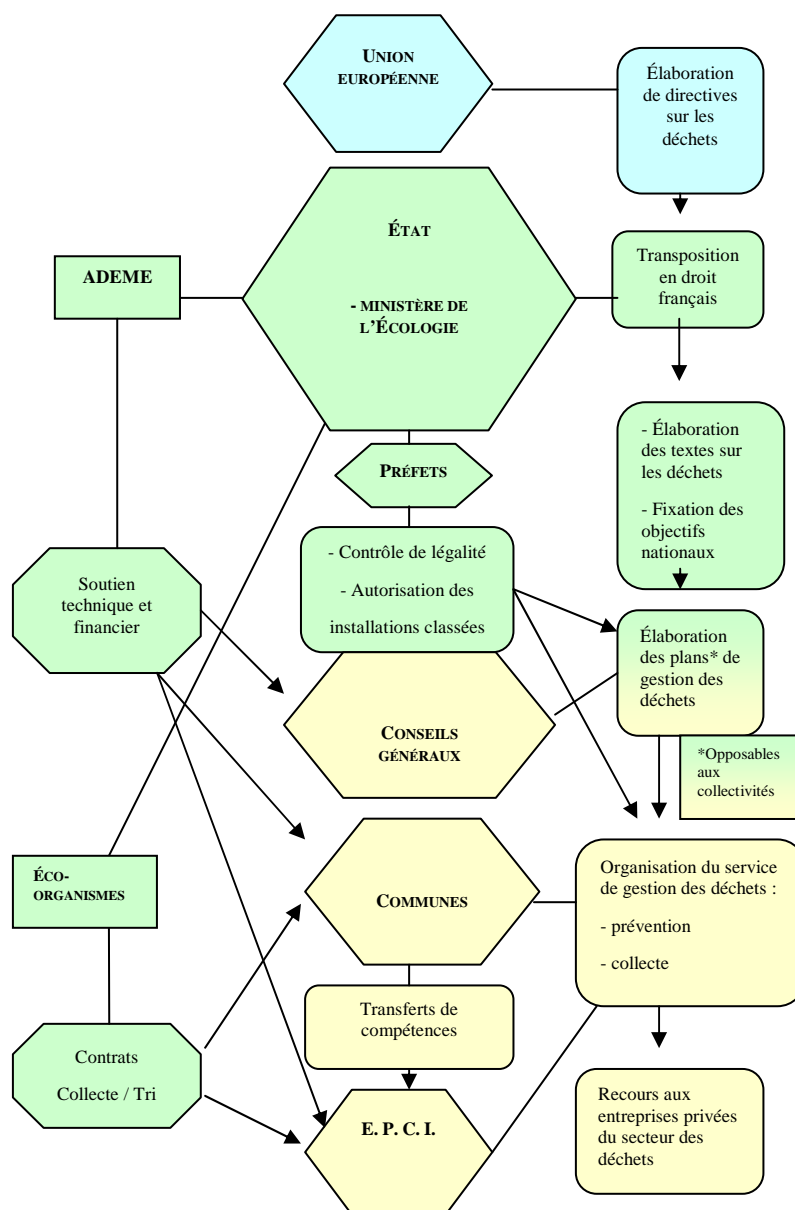 UNION
EUROPÉENNE
Élaboration
de directives
sur les
déchets
ÉTAT
- MINISTÈRE DE
L’ÉCOLOGIE
ADEME
Transposition
en droit
français
- Élaboration
des textes sur
les déchets
- Fixation des
objectifs
nationaux
PRÉFETS
- Contrôle de légalité
- Autorisation des
installations classées
Soutien
technique et
financier
Élaboration
des plans* de
gestion des
déchets
CONSEILS
GÉNÉRAUX
*Opposables
aux
collectivités
ÉCO-
ORGANISMES
COMMUNES
Organisation du service
de gestion des déchets :
- prévention
- collecte
Transferts de
compétences
Contrats
Collecte / Tri
E. P. C. I.
Recours aux
entreprises privées
du secteur des
déchets